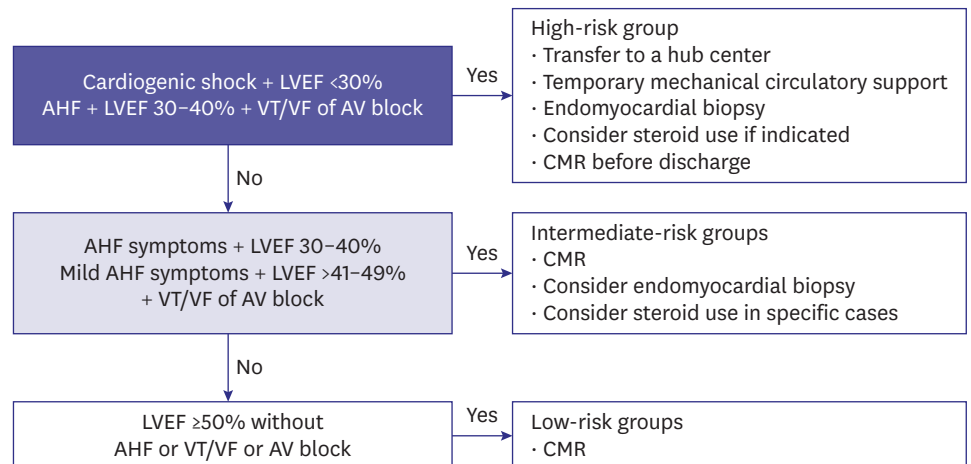 Cardiogenic shock + LVEF <30%
AHF + LVEF 30–40% + VT/VF of AV block
Yes
High-risk group
· Transfer to a hub center
· Temporary mechanical circulatory support
· Endomyocardial biopsy
· Consider steroid use if indicated
· CMR before discharge
No
AHF symptoms + LVEF 30–40%
Mild AHF symptoms + LVEF >41–49%
+ VT/VF of AV block
Yes
Intermediate-risk groups
· CMR
· Consider endomyocardial biopsy
· Consider steroid use in specific cases
No
LVEF ≥50% without
AHF or VT/VF or AV block
Yes
Low-risk groups
· CMR